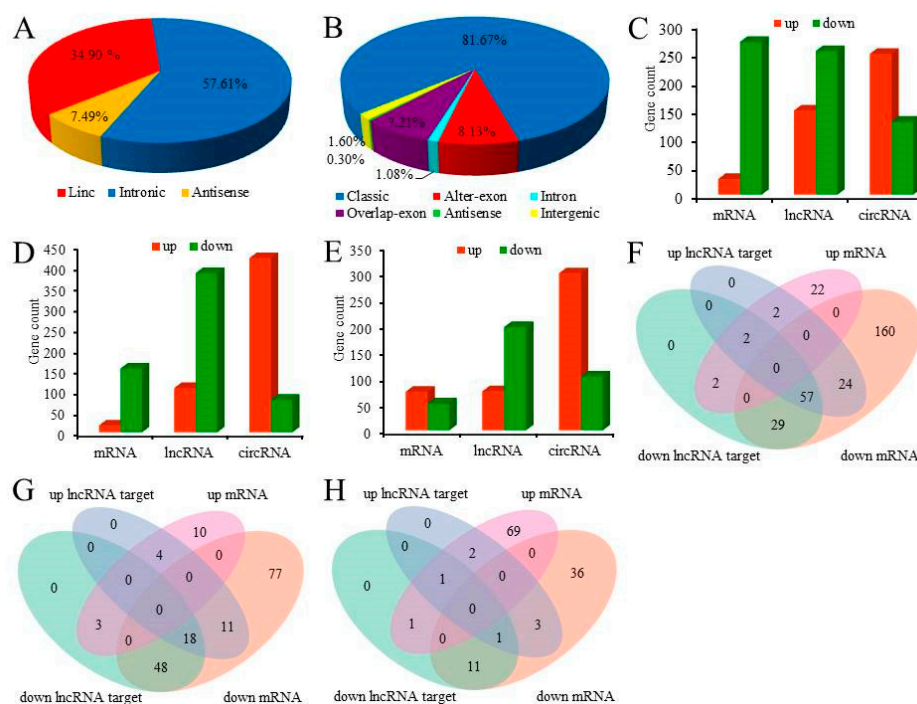 A
34.90 %
57.61%
7.49%
Linc Intronic Antisense
B
81.67%
8.13%
1.60%
0.30%
1.08%
Classic Alter-exon Intron
Overlap-exon Antisense Intergenic
C
up down
Gene count
300
250
200
150
100
50
0
mRNA lncRNA circRNA
D
up down
Gene count
450
400
350
300
250
200
150
100
50
0
mRNA lncRNA circRNA
E
up down
Gene count
350
300
250
200
150
100
50
0
mRNA lncRNA circRNA
F
up lncRNA target up mRNA
0 22
0 2 0 160
2 0
0 0
2 0 57 24
29
down lncRNA target down mRNA
G
up lncRNA target up mRNA
0 10
0 4 0
0 0 77
0 0
3 0 18 11
48
down lncRNA target down mRNA
H
up lncRNA target up mRNA
0 69
0 2 0
1 0 36
0 0
1 0 1 3
11
down lncRNA target down mRNA